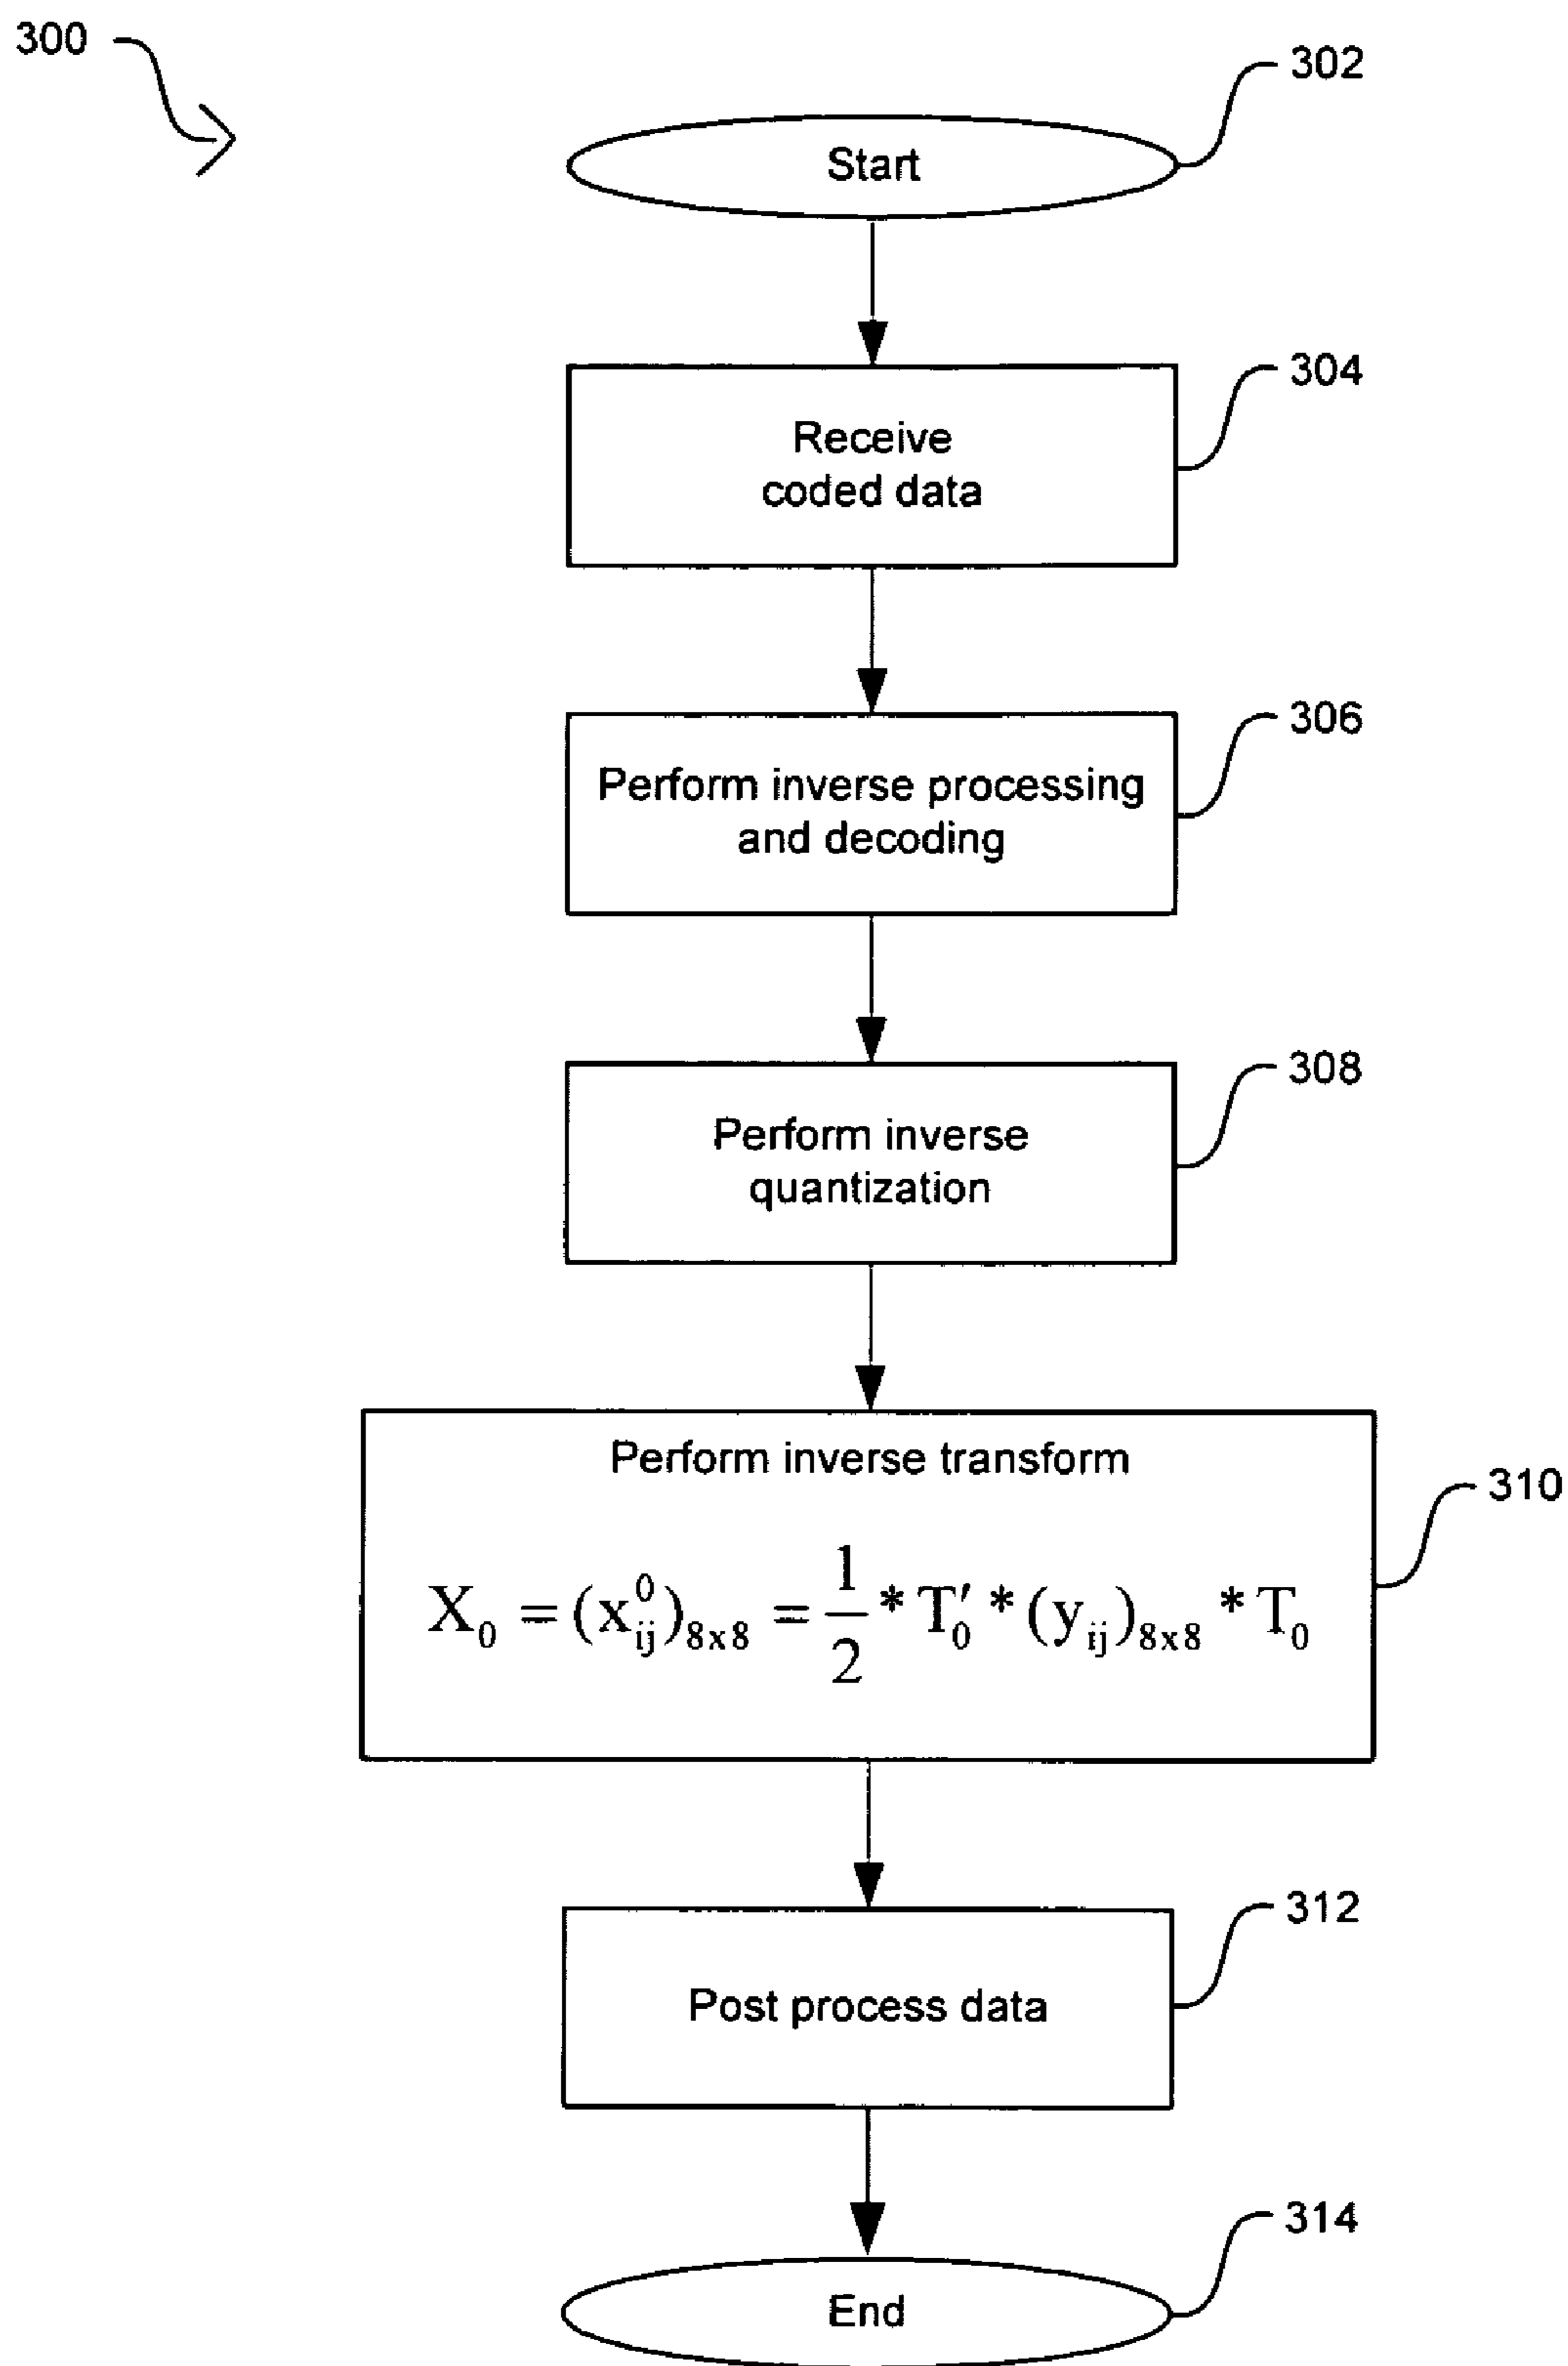 300
302
Start
304
Receive
coded data
306
Perform inverse processing
and decoding
308
Perform inverse
quantization
310
Perform inverse transform
X₀ = (x⁰ᵢⱼ)₈ₓ₈ = 1/2 * T₀′ * (yᵢⱼ)₈ₓ₈ * T₀
312
Post process data
314
End